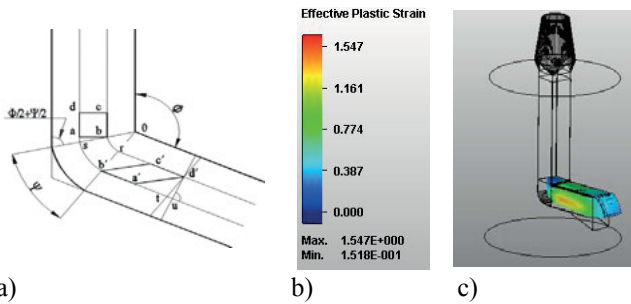 d c
Φ/2+Ψ/2
a b
s r
0
Ø
b´ c´
a´ d´
t u
Ψ
a)
Effective Plastic Strain
1.547
1.161
0.774
0.387
0.000
Max. 1.547E+000
Min. 1.518E-001
b)
c)